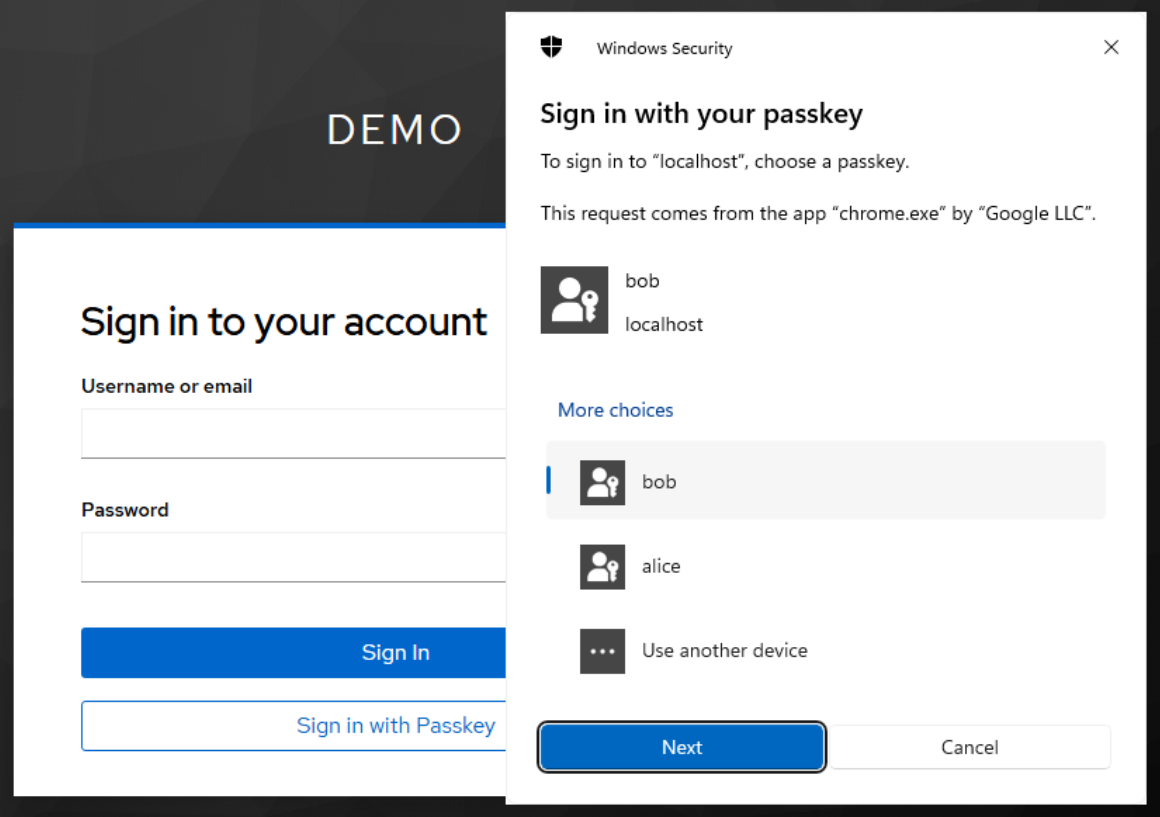 DEMO
Sign in to your account
Username or email
Password
Sign In
Sign in with Passkey
Windows Security
Sign in with your passkey
To sign in to “localhost”, choose a passkey.
This request comes from the app “chrome.exe” by “Google LLC”.
bob
localhost
More choices
bob
alice
Use another device
Next
Cancel